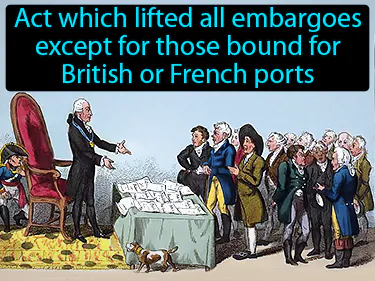 Act which lifted all embargoes
except for those bound for
British or French ports